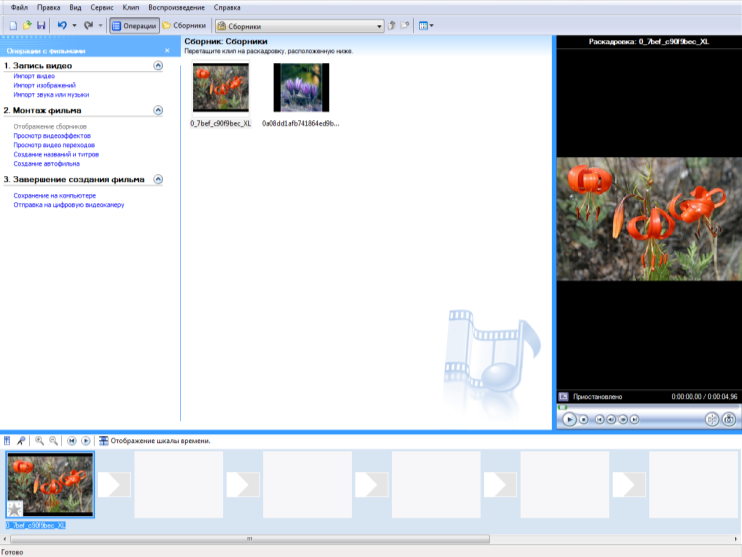 Файл Правка Вид Сервис Клип Воспроизведение Справка
Операции Сборники Сборники
Операции с фильмами
1. Запись видео
Импорт видео
Импорт изображений
Импорт звука или музыки
2. Монтаж фильма
Отображение сборников
Просмотр видеоэффектов
Просмотр видео переходов
Создание названий и титров
Создание автофильма
3. Завершение создания фильма
Сохранение на компьютере
Отправка на цифровую видеокамеру
Сборник: Сборники
Перетащите клип на раскадровку, расположенную ниже.
0_7bef_c90f9bec_XL
0a08dd1afb741864ed9b...
Раскадровка: 0_7bef_c90f9bec_XL
Приостановлено 0:00:00,00 / 0:00:04,96
Отображение шкалы времени.
0_7bef_c90f9bec_XL
Готово